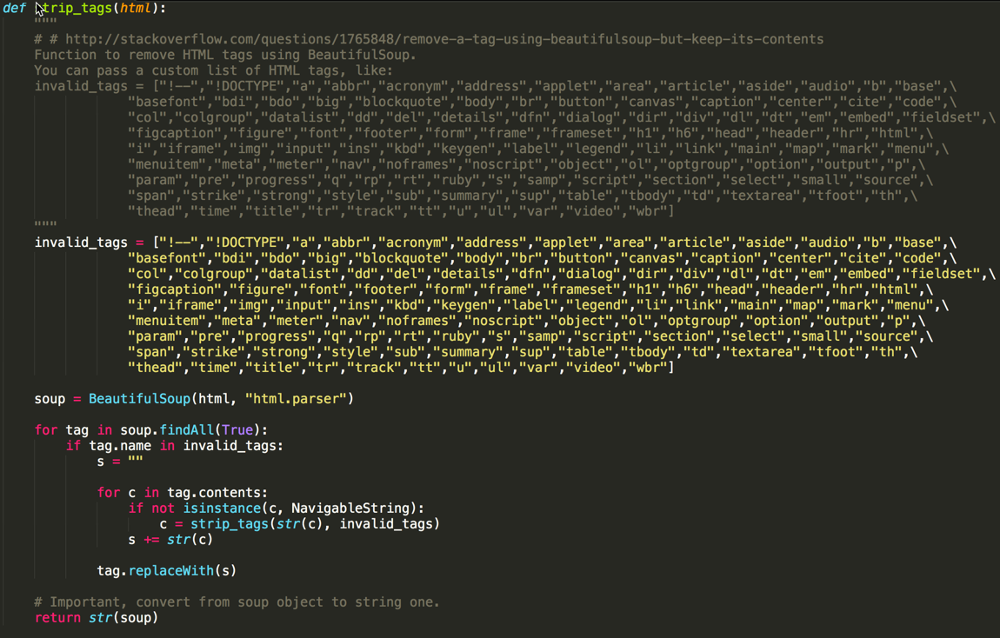 def strip_tags(html):
"""
# # http://stackoverflow.com/questions/1765848/remove-a-tag-using-beautifulsoup-but-keep-its-contents
Function to remove HTML tags using BeautifulSoup.
You can pass a custom list of HTML tags, like:
invalid_tags = ["!--","!DOCTYPE","a","abbr","acronym","address","applet","area","article","aside","audio","b","base",\
"basefont","bdi","bdo","big","blockquote","body","br","button","canvas","caption","center","cite","code",\
"col","colgroup","datalist","dd","del","details","dfn","dialog","dir","div","dl","dt","em","embed","fieldset",\
"figcaption","figure","font","footer","form","frame","frameset","h1","h6","head","header","hr","html",\
"i","iframe","img","input","ins","kbd","keygen","label","legend","li","link","main","map","mark","menu",\
"menuitem","meta","meter","nav","noframes","noscript","object","ol","optgroup","option","output","p",\
"param","pre","progress","q","rp","rt","ruby","s","samp","script","section","select","small","source",\
"span","strike","strong","style","sub","summary","sup","table","tbody","td","textarea","tfoot","th",\
"thead","time","title","tr","track","tt","u","ul","var","video","wbr"]
"""
invalid_tags = ["!--","!DOCTYPE","a","abbr","acronym","address","applet","area","article","aside","audio","b","base",\
"basefont","bdi","bdo","big","blockquote","body","br","button","canvas","caption","center","cite","code",\
"col","colgroup","datalist","dd","del","details","dfn","dialog","dir","div","dl","dt","em","embed","fieldset",\
"figcaption","figure","font","footer","form","frame","frameset","h1","h6","head","header","hr","html",\
"i","iframe","img","input","ins","kbd","keygen","label","legend","li","link","main","map","mark","menu",\
"menuitem","meta","meter","nav","noframes","noscript","object","ol","optgroup","option","output","p",\
"param","pre","progress","q","rp","rt","ruby","s","samp","script","section","select","small","source",\
"span","strike","strong","style","sub","summary","sup","table","tbody","td","textarea","tfoot","th",\
"thead","time","title","tr","track","tt","u","ul","var","video","wbr"]
soup = BeautifulSoup(html, "html.parser")
for tag in soup.findAll(True):
if tag.name in invalid_tags:
s = ""
for c in tag.contents:
if not isinstance(c, NavigableString):
c = strip_tags(str(c), invalid_tags)
s += str(c)
tag.replaceWith(s)
# Important, convert from soup object to string one.
return str(soup)